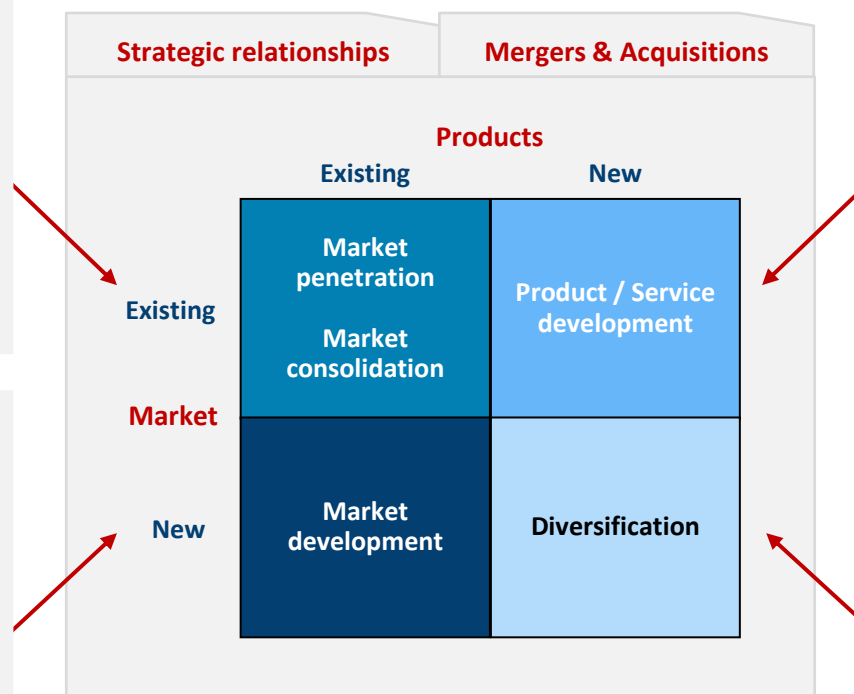 Strategic relationships
Mergers & Acquisitions
Products
Existing
New
Market
penetration
Market
consolidation
Product / Service
development
Existing
Market
New
Market
development
Diversification